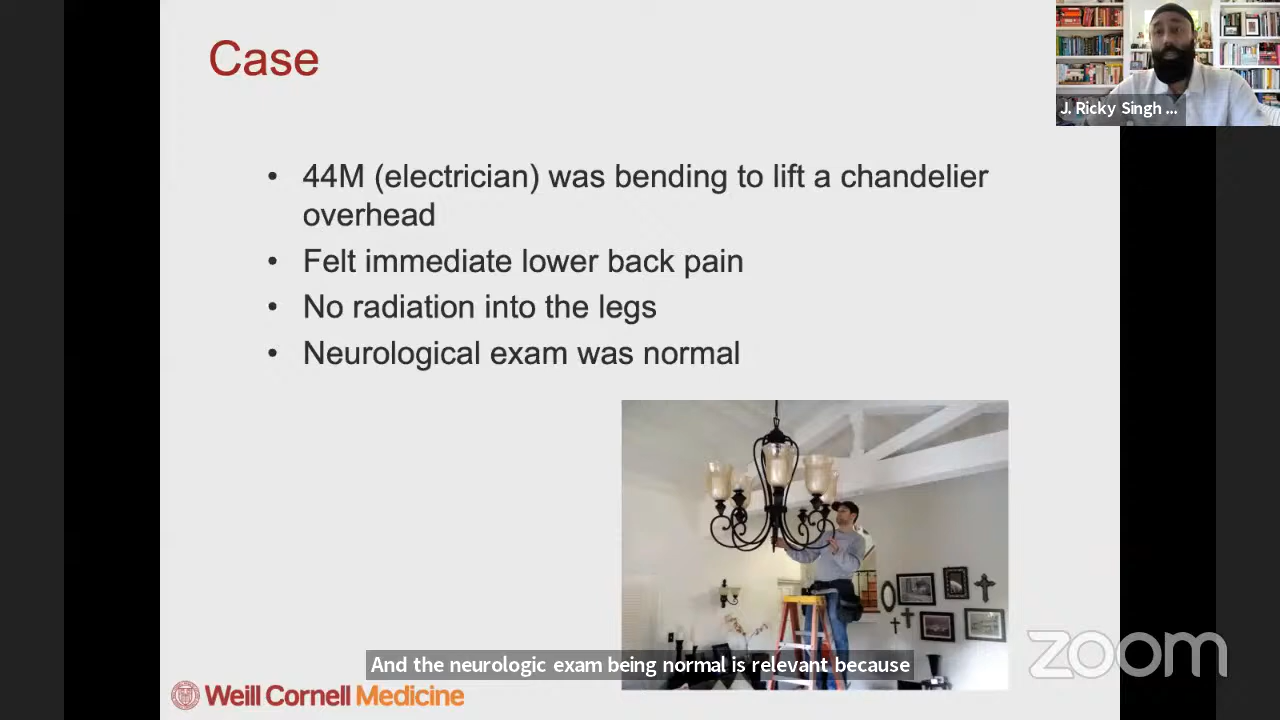 Case
J. Ricky Singh ...
• 44M (electrician) was bending to lift a chandelier
overhead
• Felt immediate lower back pain
• No radiation into the legs
• Neurological exam was normal
And the neurologic exam being normal is relevant because
zoom
Weill Cornell Medicine